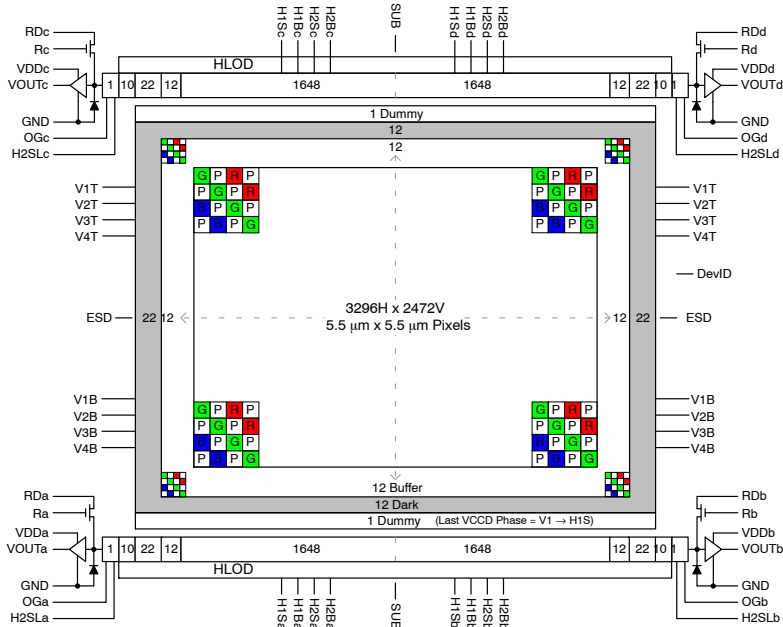 RDc
Rc
VDDc
VOUTc
GND
OGc
H2SLc
H1Sc
H1Bc
H2Sc
H2Bc
SUB
H1Sd
H1Bd
H2Sd
H2Bd
RDd
Rd
VDDd
VOUTd
GND
OGd
H2SLd
HLOD
1 10 22 12 1648 1648 12 22 10 1
1 Dummy
12
12
G P R P
P G P R
B P G P
P B P G
G P R P
P G P R
B P G P
P B P G
V1T
V2T
V3T
V4T
V1T
V2T
V3T
V4T
DevID
ESD
22 12
3296H x 2472V
5.5 μm x 5.5 μm Pixels
12 22
ESD
V1B
V2B
V3B
V4B
V1B
V2B
V3B
V4B
G P R P
P G P R
B P G P
P B P G
G P R P
P G P R
B P G P
P B P G
12 Buffer
12 Dark
1 Dummy (Last VCCD Phase = V1 → H1S)
RDa
Ra
VDDa
VOUTa
GND
OGa
H2SLa
1 10 22 12 1648 1648 12 22 10 1
HLOD
H1Sa
H1Ba
H2Sa
H2Ba
SUB
H1Sb
H1Bb
H2Sb
H2Bb
RDb
Rb
VDDb
VOUTb
GND
OGb
H2SLb